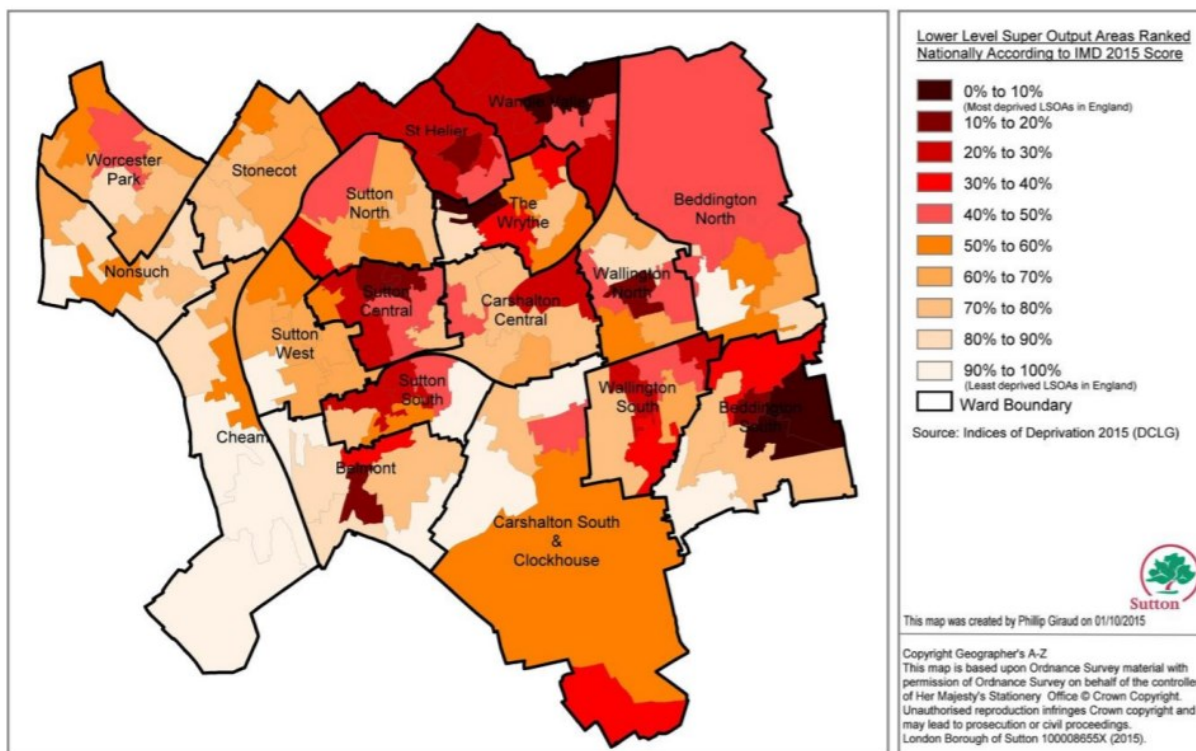 Wandle Valley
St Helier
Worcester
Park
Stonecot
Sutton
North
The
Wrythe
Beddington
North
Nonsuch
Sutton
Central
Carshalton
Central
Wallington
North
Sutton
West
Sutton
South
Wallington
South
Beddington
South
Cheam
Belmont
Carshalton South
&
Clockhouse
Lower Level Super Output Areas Ranked
Nationally According to IMD 2015 Score
0% to 10%
(Most deprived LSOAs in England)
10% to 20%
20% to 30%
30% to 40%
40% to 50%
50% to 60%
60% to 70%
70% to 80%
80% to 90%
90% to 100%
(Least deprived LSOAs in England)
Ward Boundary
Source: Indices of Deprivation 2015 (DCLG)
Sutton
This map was created by Phillip Giraud on 01/10/2015
Copyright Geographer's A-Z
This map is based upon Ordnance Survey material with
permission of Ordnance Survey on behalf of the controlle
of Her Majesty's Stationery Office © Crown Copyright.
Unauthorised reproduction infringes Crown copyright and
may lead to prosecution or civil proceedings.
London Borough of Sutton 100008655X (2015).